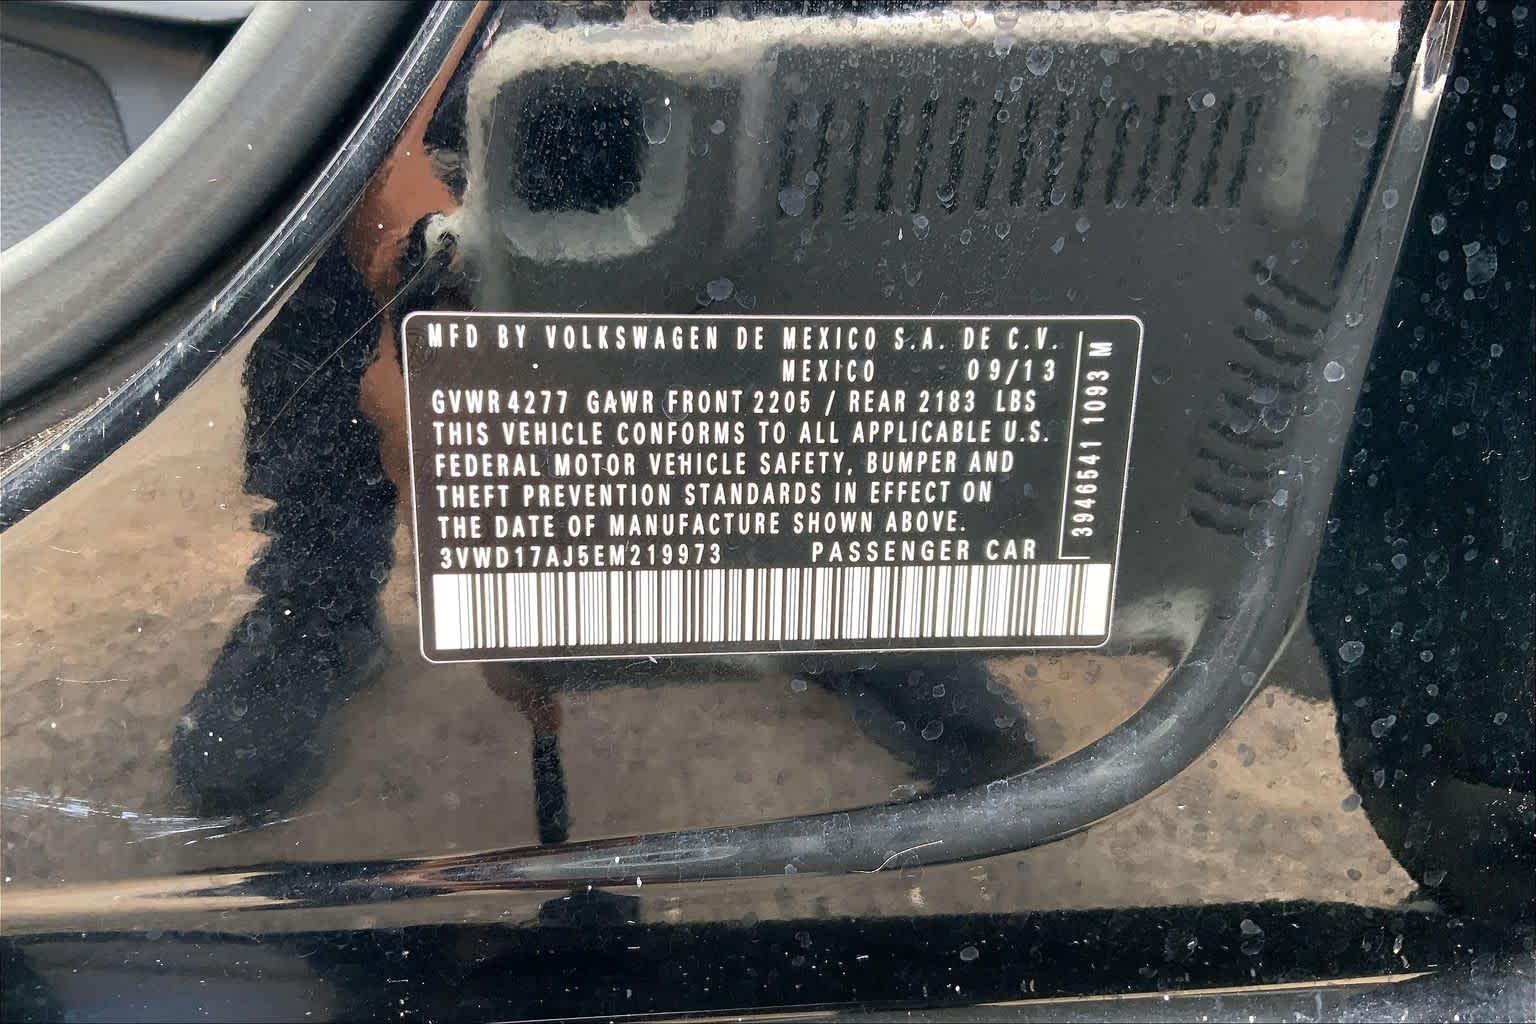 MFD BY VOLKSWAGEN DE MEXICO S.A. DE C.V.
MEXICO 09/13
GVWR 4277 GAWR FRONT 2205 / REAR 2183 LBS
THIS VEHICLE CONFORMS TO ALL APPLICABLE U.S.
FEDERAL MOTOR VEHICLE SAFETY, BUMPER AND
THEFT PREVENTION STANDARDS IN EFFECT ON
THE DATE OF MANUFACTURE SHOWN ABOVE.
3VWD17AJ5EM219973 PASSENGER CAR
3946541 1093 M